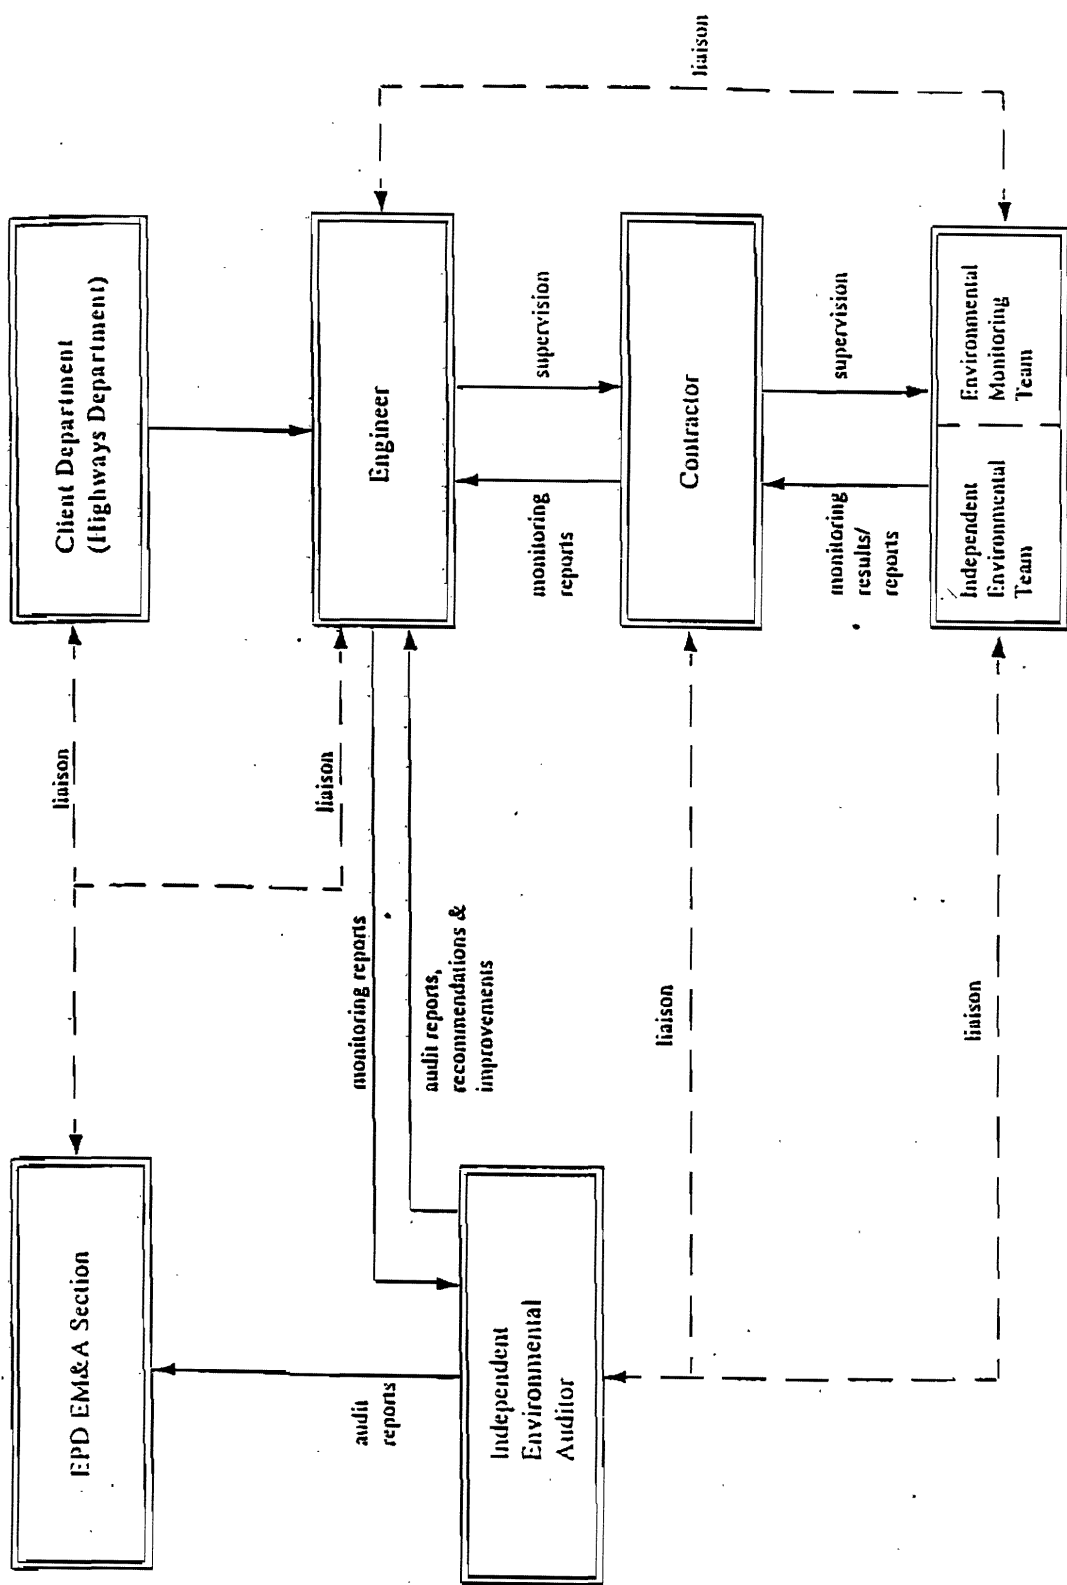 EPD EM&A Section
liaison
Client Department
(Highways Department)
audit
reports
monitoring reports
liaison
audit reports,
recommendations &
improvements
Independent
Environmental
Auditor
Engineer
liaison
monitoring
reports
supervision
liaison
Contractor
monitoring
results/
reports
supervision
liaison
Independent
Environmental
Team
Environmental
Monitoring
Team